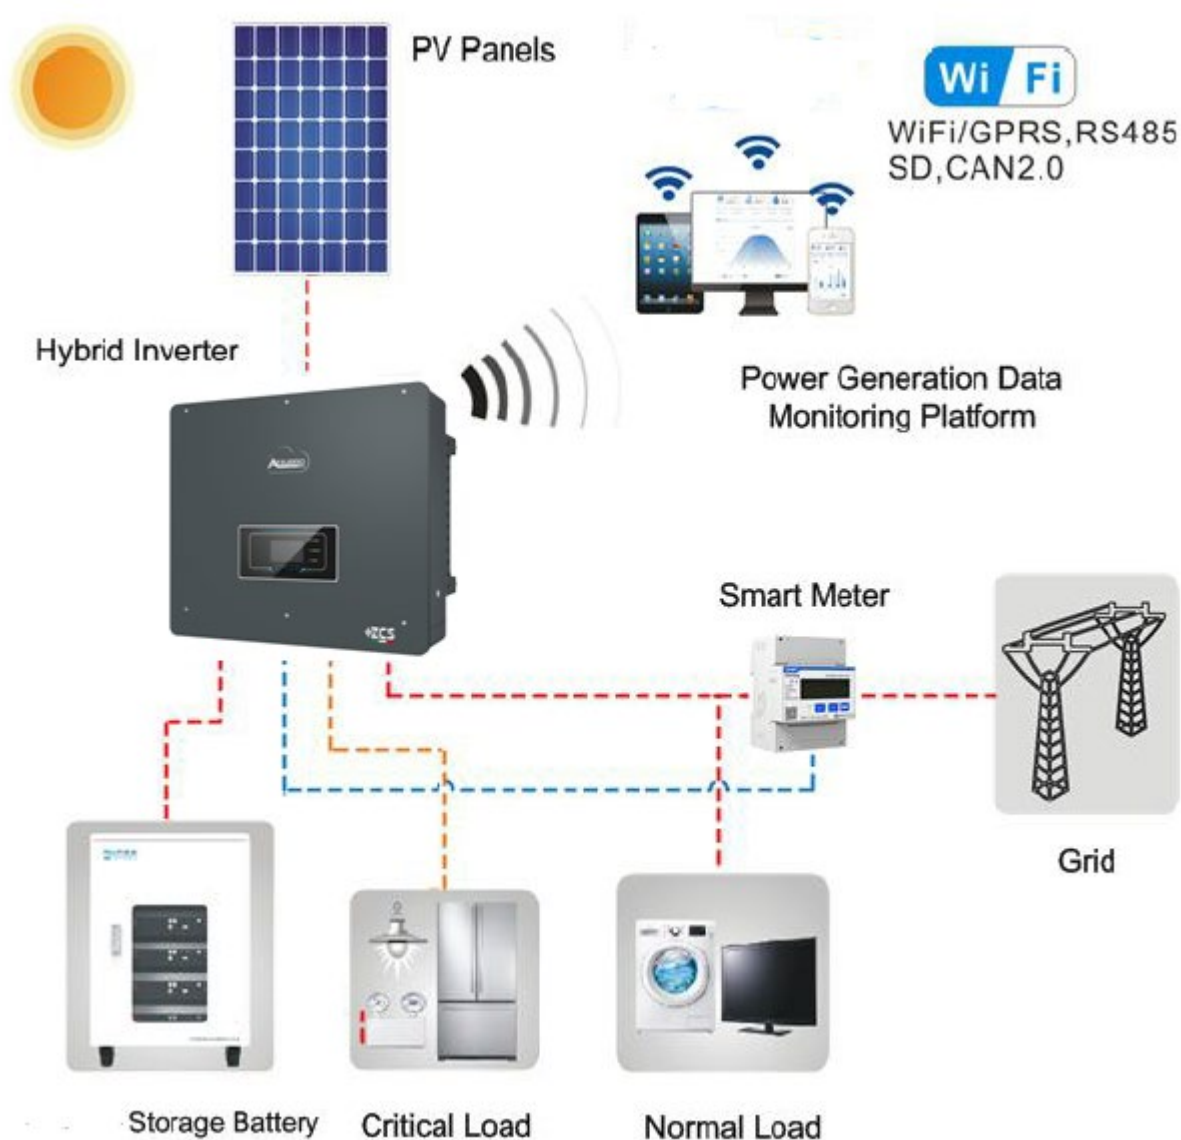 PV Panels
Wi Fi
WiFi/GPRS,RS485
SD,CAN2.0
Hybrid Inverter
Power Generation Data
Monitoring Platform
ZCS
Smart Meter
Grid
Storage Battery
Critical Load
Normal Load